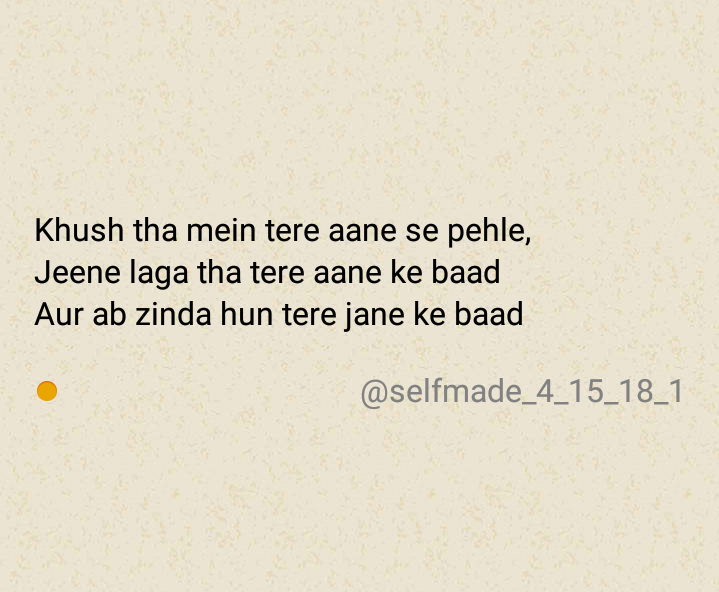 Khush tha mein tere aane se pehle,
Jeene laga tha tere aane ke baad
Aur ab zinda hun tere jane ke baad
@selfmade_4_15_18_1